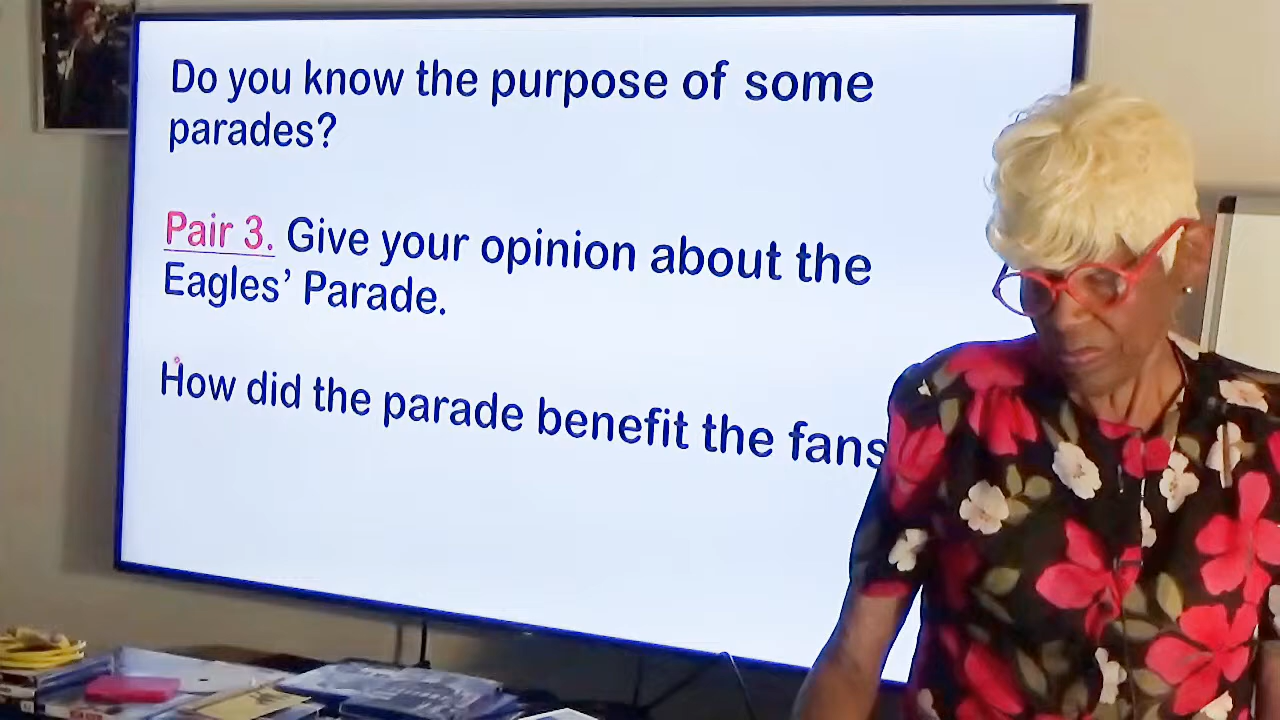 Do you know the purpose of some
parades?
Pair 3. Give your opinion about the
Eagles’ Parade.
How did the parade benefit the fans